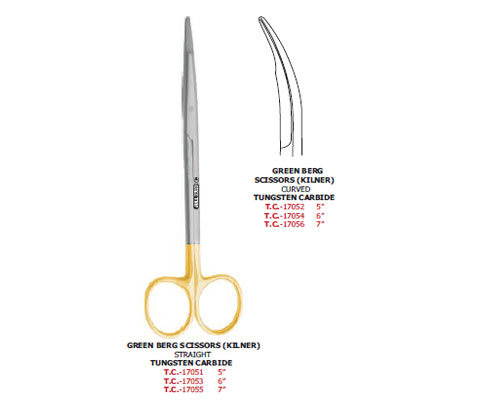 GREEN BERG
SCISSORS (KILNER)
CURVED
TUNGSTEN CARBIDE
T.C.-17052 5"
T.C.-17054 6"
T.C.-17056 7"
GREEN BERG SCISSORS (KILNER)
STRAIGHT
TUNGSTEN CARBIDE
T.C.-17051 5"
T.C.-17053 6"
T.C.-17055 7"